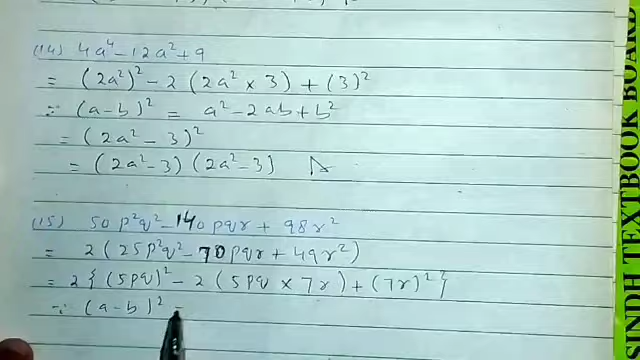 (14) 4a⁴-12a²+9
= (2a²)² - 2 (2a² × 3) + (3)²
∵ (a-b)² = a²-2ab+b²
= (2a² - 3)²
= (2a²-3) (2a²-3)
(15) 50p²q²-140pqr + 98r²
= 2(25p²q²-70pqr+49r²)
= 2{(5pq)² - 2(5pq × 7r) + (7r)²}
∵ (a-b)² =
SINDH TEXTBOOK BOARD